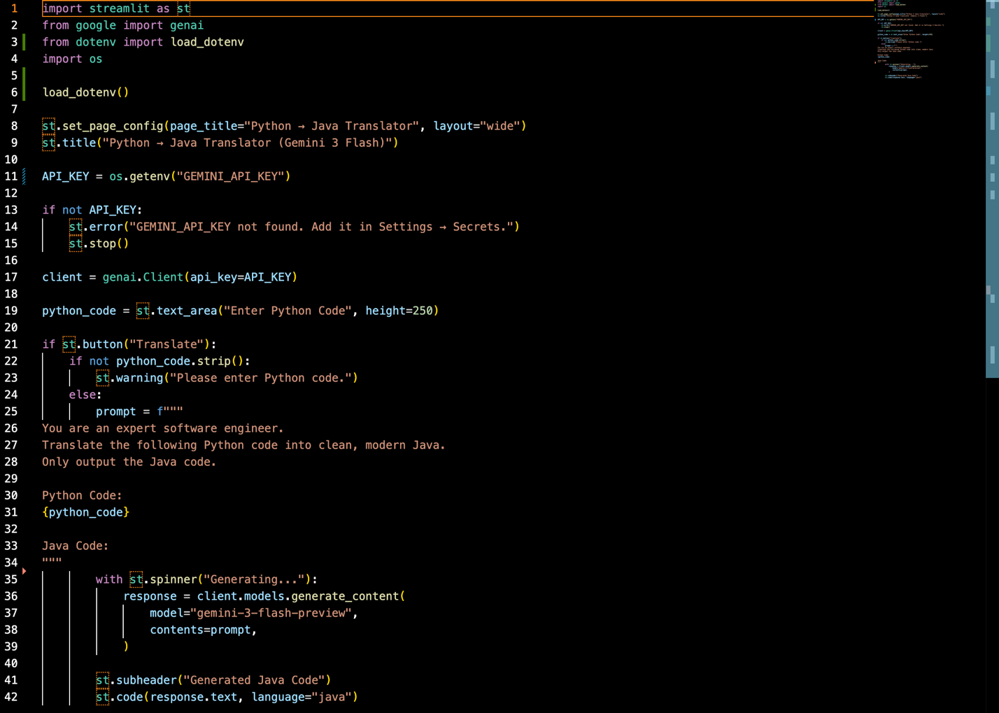 1 import streamlit as st
2 from google import genai
3 from dotenv import load_dotenv
4 import os
5
6 load_dotenv()
7
8 st.set_page_config(page_title="Python → Java Translator", layout="wide")
9 st.title("Python → Java Translator (Gemini 3 Flash)")
10
11 API_KEY = os.getenv("GEMINI_API_KEY")
12
13 if not API_KEY:
14     st.error("GEMINI_API_KEY not found. Add it in Settings → Secrets.")
15     st.stop()
16
17 client = genai.Client(api_key=API_KEY)
18
19 python_code = st.text_area("Enter Python Code", height=250)
20
21 if st.button("Translate"):
22     if not python_code.strip():
23         st.warning("Please enter Python code.")
24     else:
25         prompt = f"""
26 You are an expert software engineer.
27 Translate the following Python code into clean, modern Java.
28 Only output the Java code.
29
30 Python Code:
31 {python_code}
32
33 Java Code:
34 """
35         with st.spinner("Generating..."):
36             response = client.models.generate_content(
37                 model="gemini-3-flash-preview",
38                 contents=prompt,
39             )
40
41         st.subheader("Generated Java Code")
42         st.code(response.text, language="java")